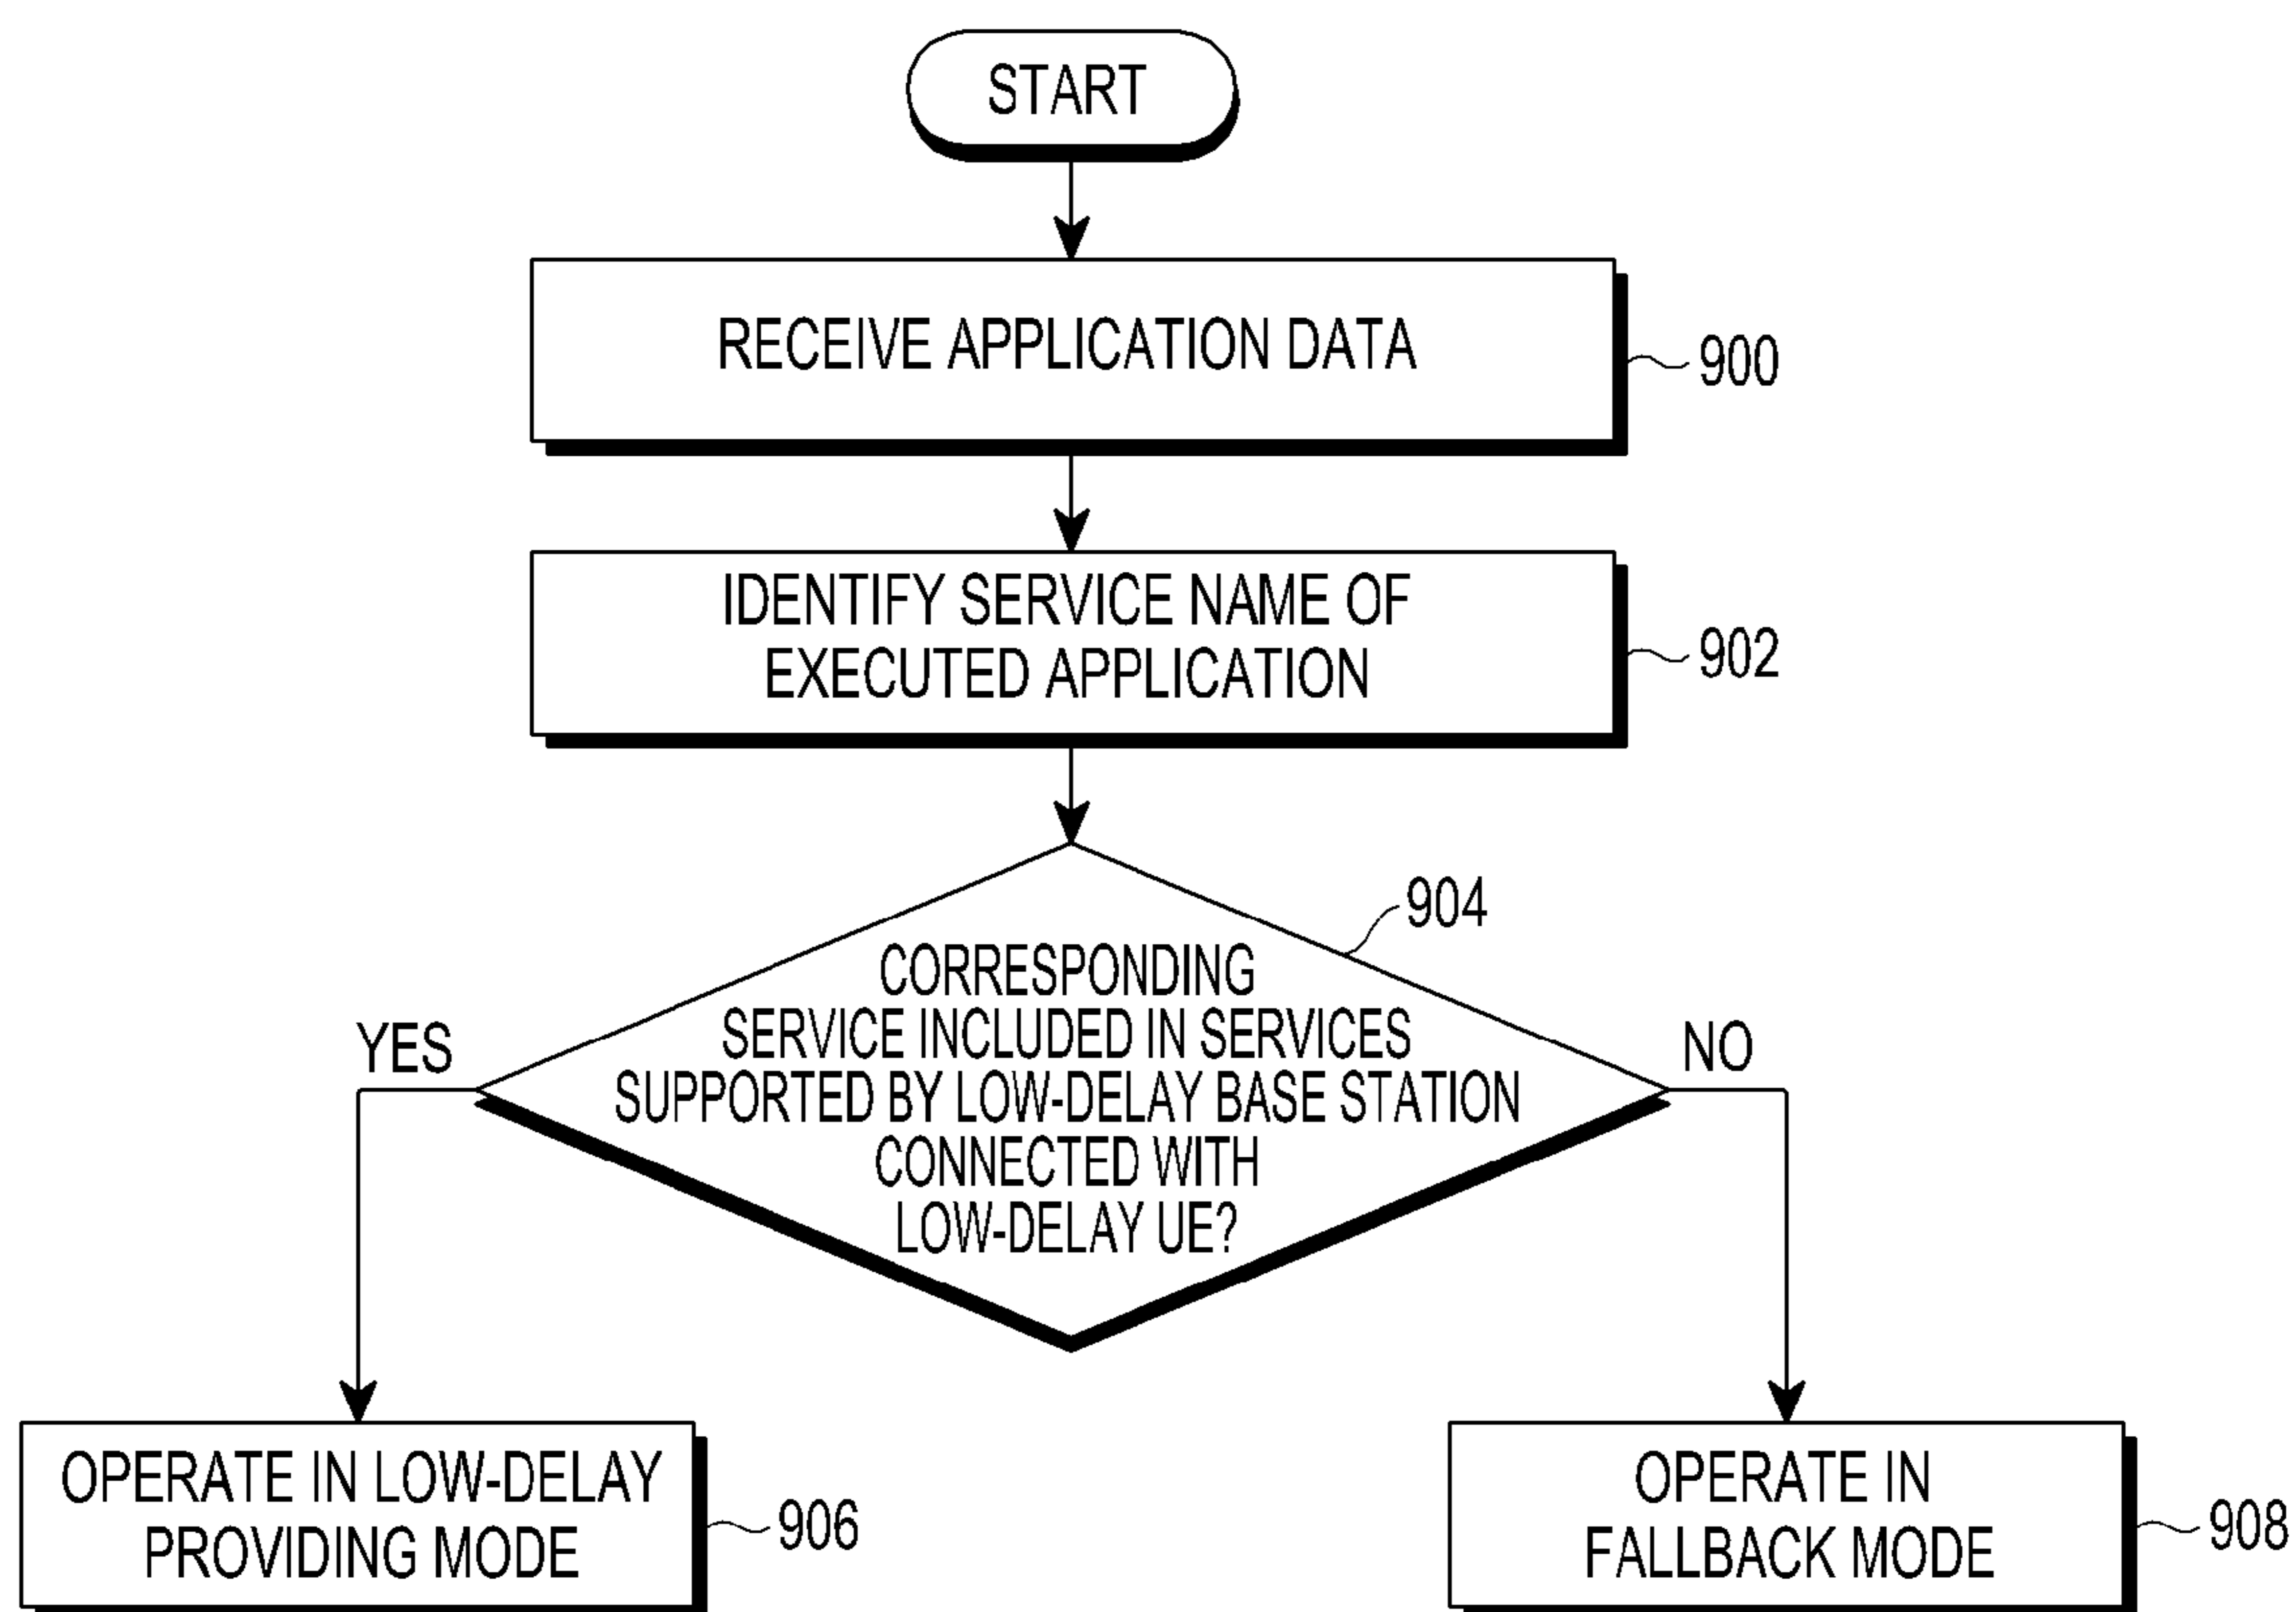 START
RECEIVE APPLICATION DATA
900
IDENTIFY SERVICE NAME OF
EXECUTED APPLICATION
902
904
CORRESPONDING
SERVICE INCLUDED IN SERVICES
SUPPORTED BY LOW-DELAY BASE STATION
CONNECTED WITH
LOW-DELAY UE?
YES
NO
OPERATE IN LOW-DELAY
PROVIDING MODE
906
OPERATE IN
FALLBACK MODE
908